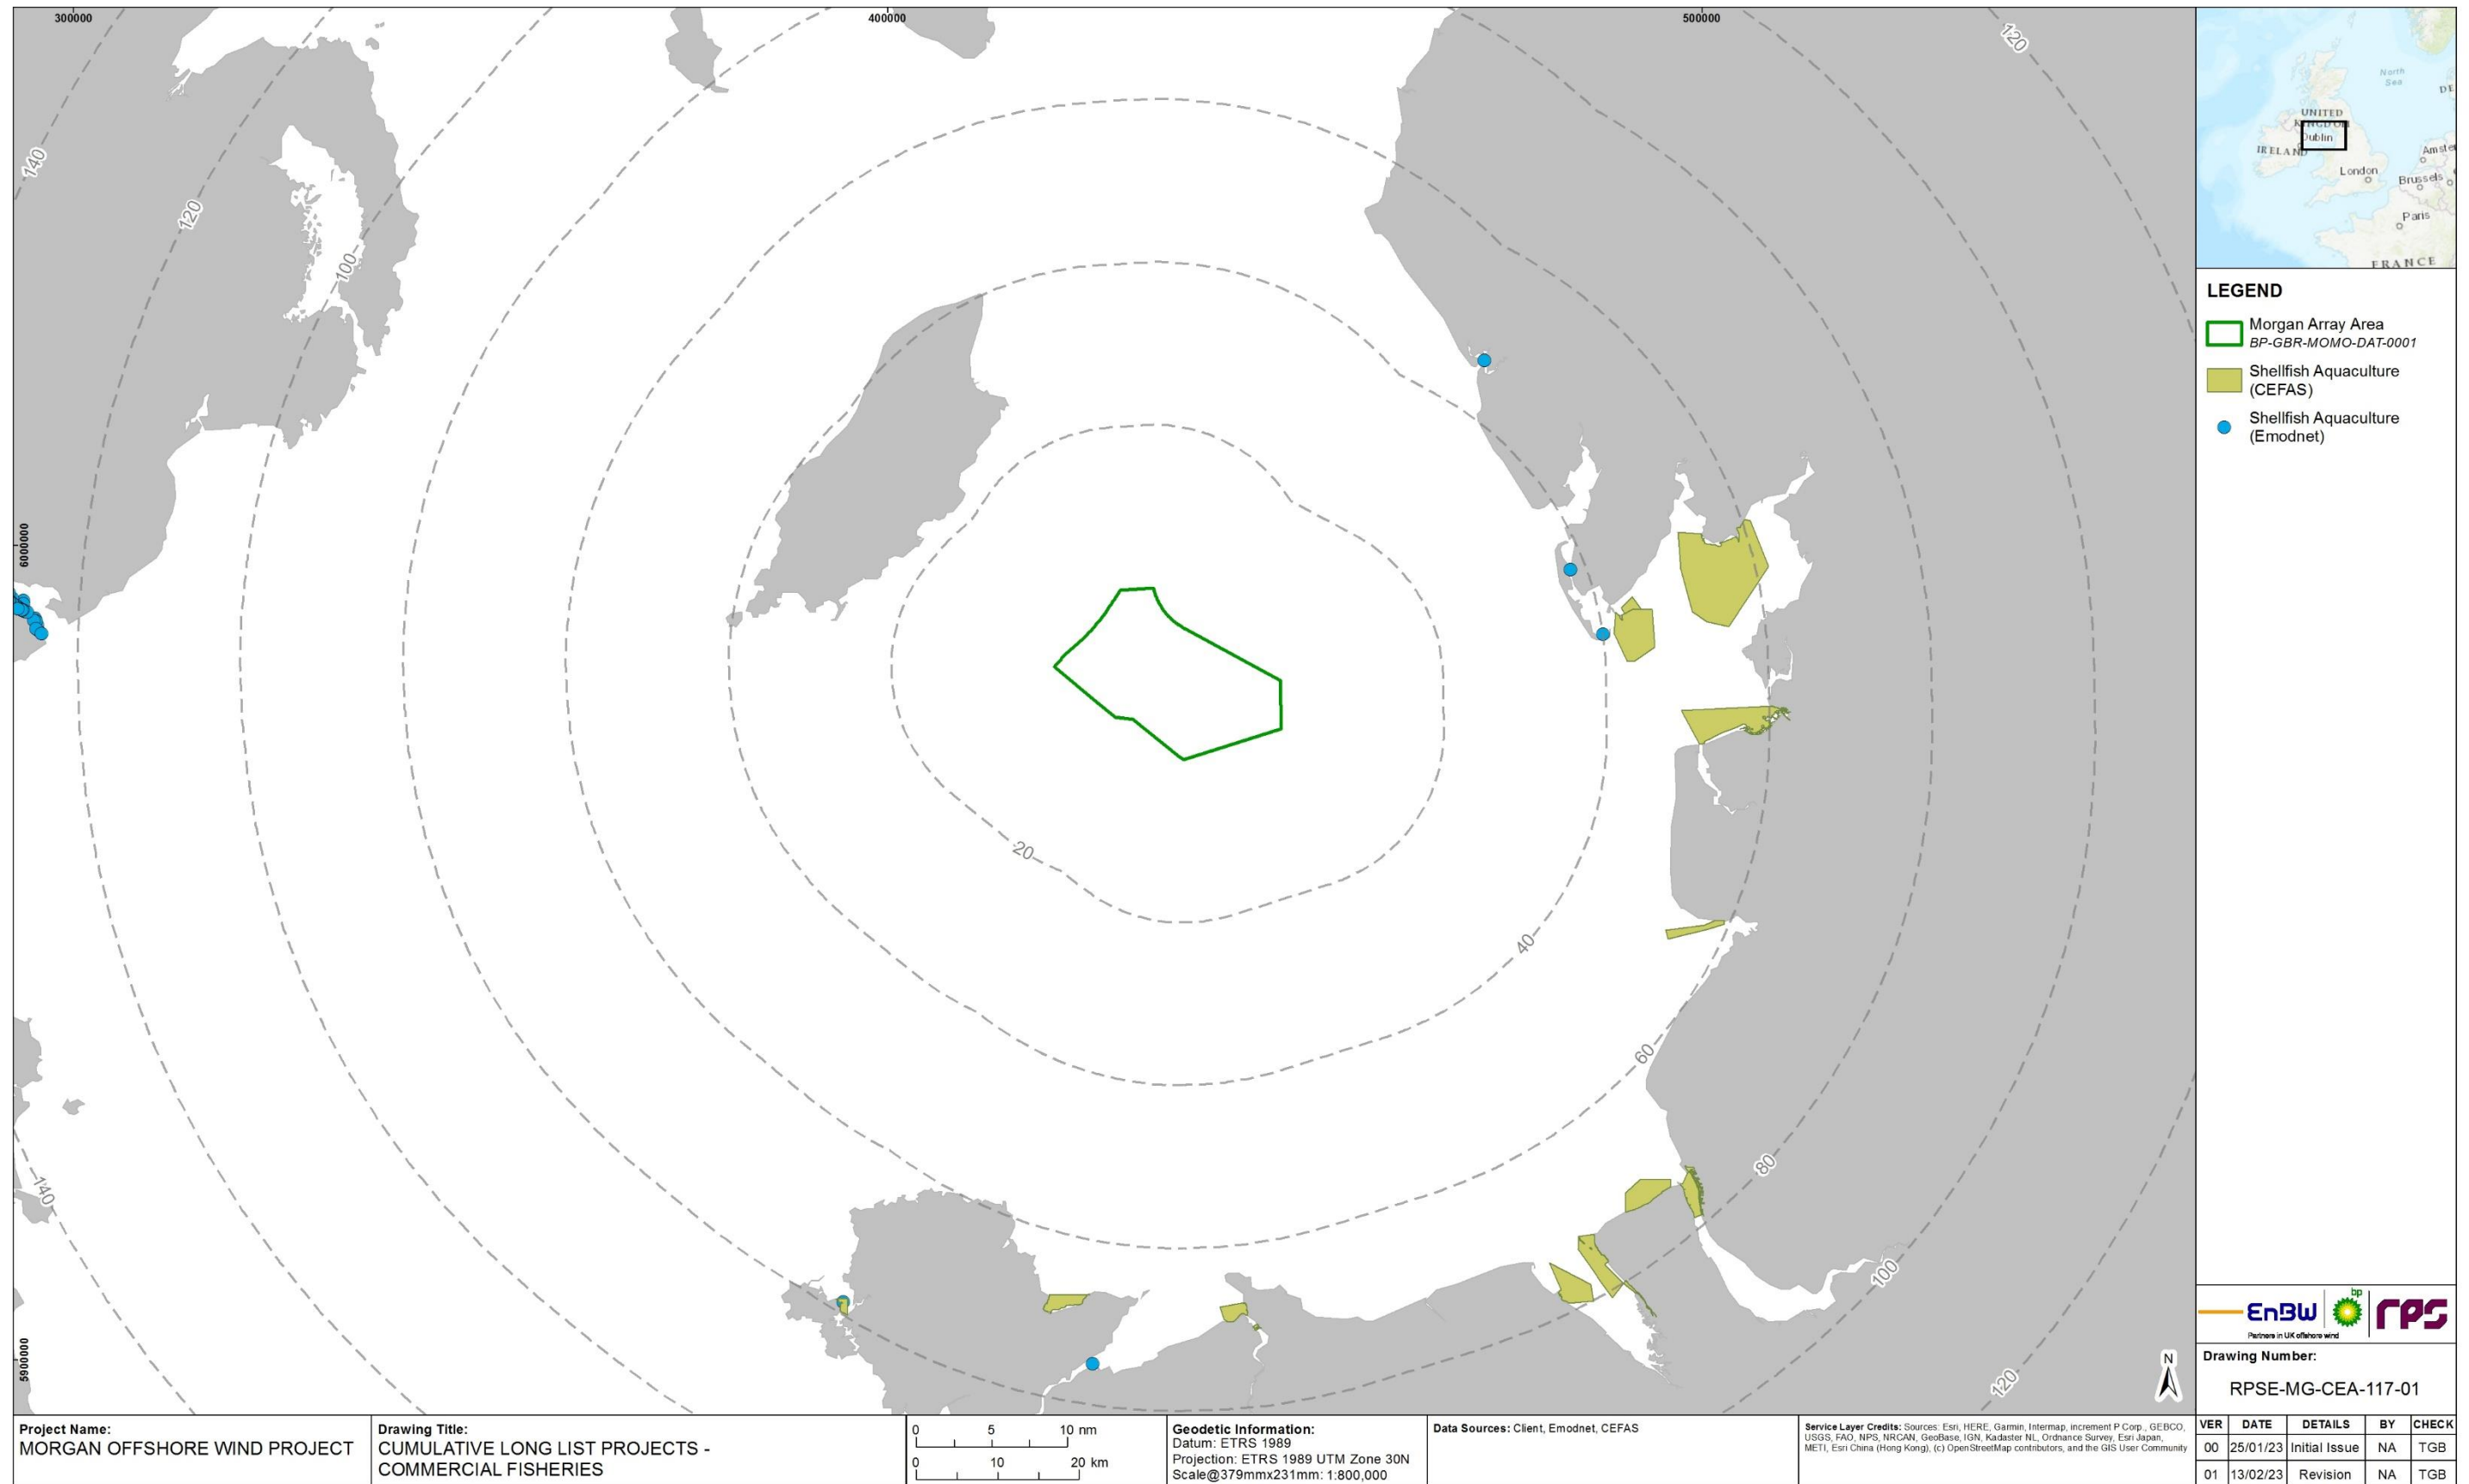 300000
400000
500000
6000000
5900000
140
120
100
120
20
40
60
80
100
120
140
North
Sea
DE
UNITED
KINGDOM
Dublin
IRELAND
London
Brussels
Paris
FRANCE
LEGEND
Morgan Array Area
BP-GBR-MOMO-DAT-0001
Shellfish Aquaculture
(CEFAS)
Shellfish Aquaculture
(Emodnet)
N
EnBW
bp
rps
Partners in UK offshore wind
Drawing Number:
RPSE-MG-CEA-117-01
Project Name:
MORGAN OFFSHORE WIND PROJECT
Drawing Title:
CUMULATIVE LONG LIST PROJECTS -
COMMERCIAL FISHERIES
0 5 10 nm
0 10 20 km
Geodetic Information:
Datum: ETRS 1989
Projection: ETRS 1989 UTM Zone 30N
Scale@379mmx231mm: 1:800,000
Data Sources: Client, Emodnet, CEFAS
Service Layer Credits: Sources: Esri, HERE, Garmin, Intermap, increment P Corp., GEBCO,
USGS, FAO, NPS, NRCAN, GeoBase, IGN, Kadaster NL, Ordnance Survey, Esri Japan,
METI, Esri China (Hong Kong), (c) OpenStreetMap contributors, and the GIS User Community
VER DATE DETAILS BY CHECK
00 25/01/23 Initial Issue NA TGB
01 13/02/23 Revision NA TGB